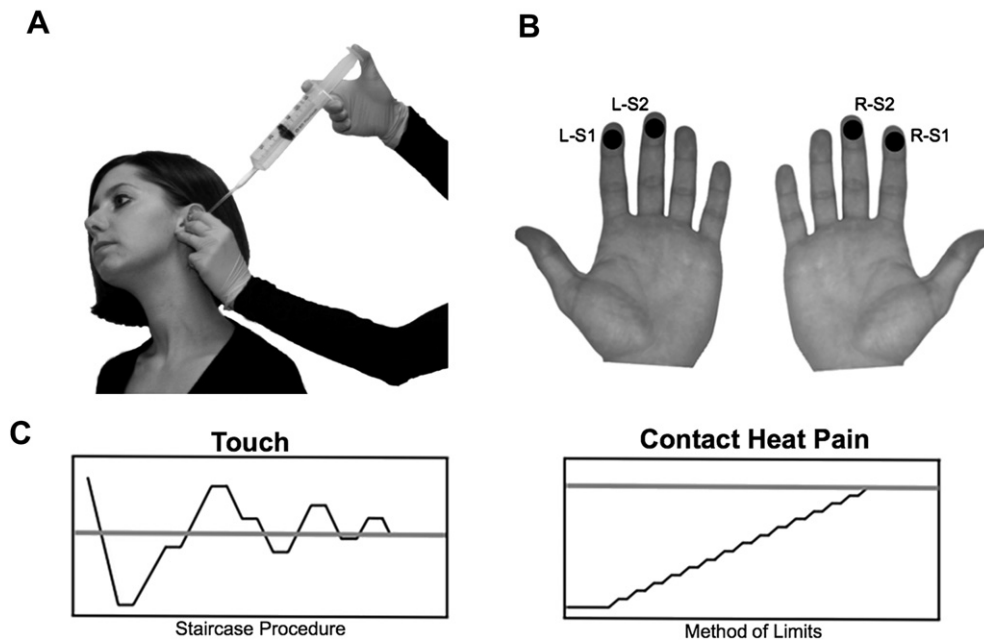 A
B
L-S2
R-S2
L-S1
R-S1
C
Touch
Contact Heat Pain
Staircase Procedure
Method of Limits